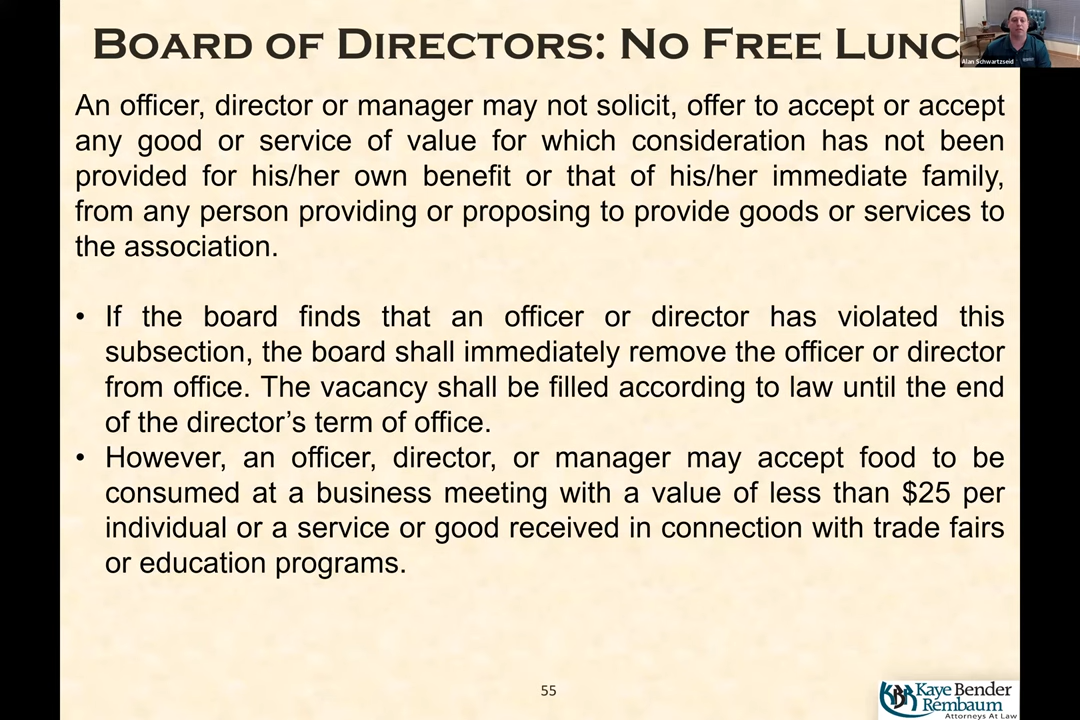 BOARD OF DIRECTORS: NO FREE LUNC
Alan Schwartzseid
An officer, director or manager may not solicit, offer to accept or accept
any good or service of value for which consideration has not been
provided for his/her own benefit or that of his/her immediate family,
from any person providing or proposing to provide goods or services to
the association.
• If the board finds that an officer or director has violated this
subsection, the board shall immediately remove the officer or director
from office. The vacancy shall be filled according to law until the end
of the director’s term of office.
• However, an officer, director, or manager may accept food to be
consumed at a business meeting with a value of less than $25 per
individual or a service or good received in connection with trade fairs
or education programs.
55
KBR Kaye Bender
Rembaum
Attorneys At Law